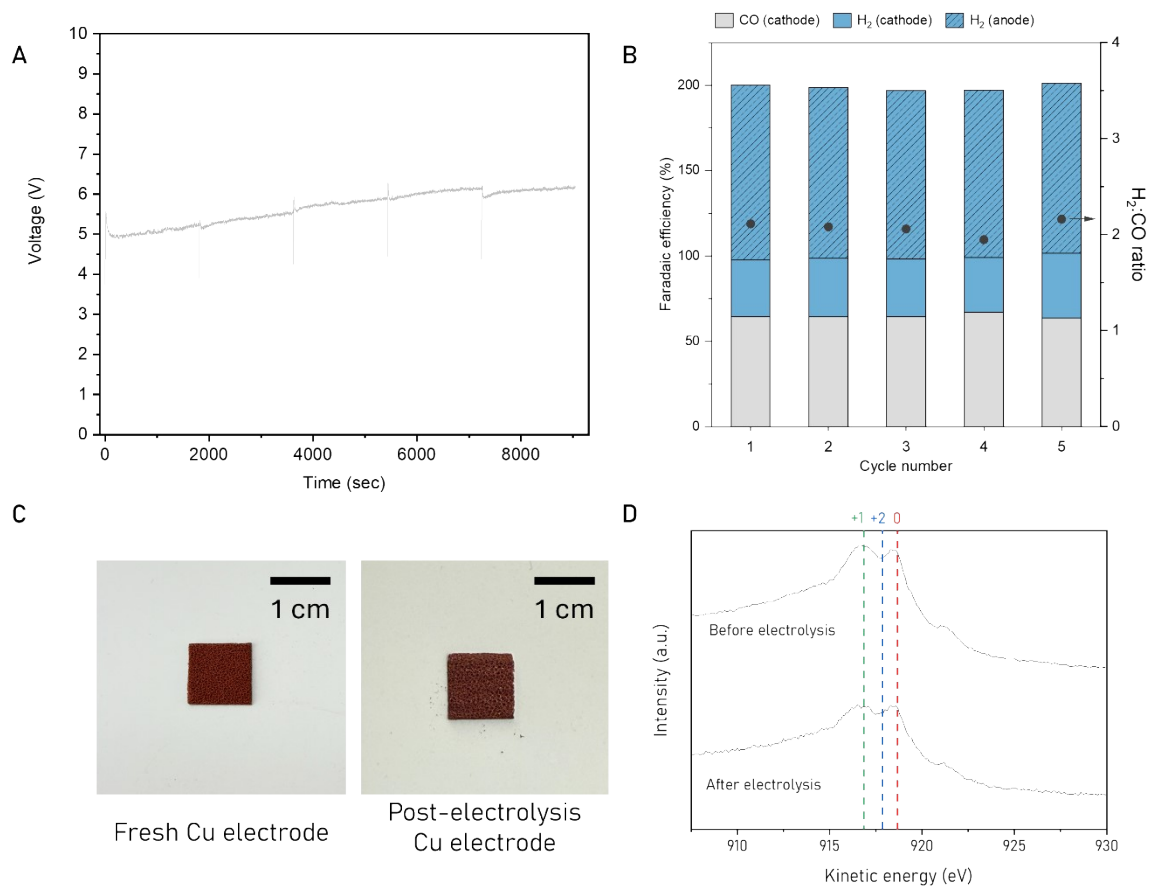 A
10
9
8
7
6
5
4
3
2
1
0
Voltage (V)
0 2000 4000 6000 8000
Time (sec)
CO (cathode) H₂ (cathode) H₂ (anode)
B
200
150
100
50
0
Faradaic efficiency (%)
4
3
2
1
0
H₂:CO ratio
1 2 3 4 5
Cycle number
C
1 cm
1 cm
Fresh Cu electrode
Post-electrolysis
Cu electrode
D
+1 +2 0
Before electrolysis
After electrolysis
Intensity (a.u.)
910 915 920 925 930
Kinetic energy (eV)